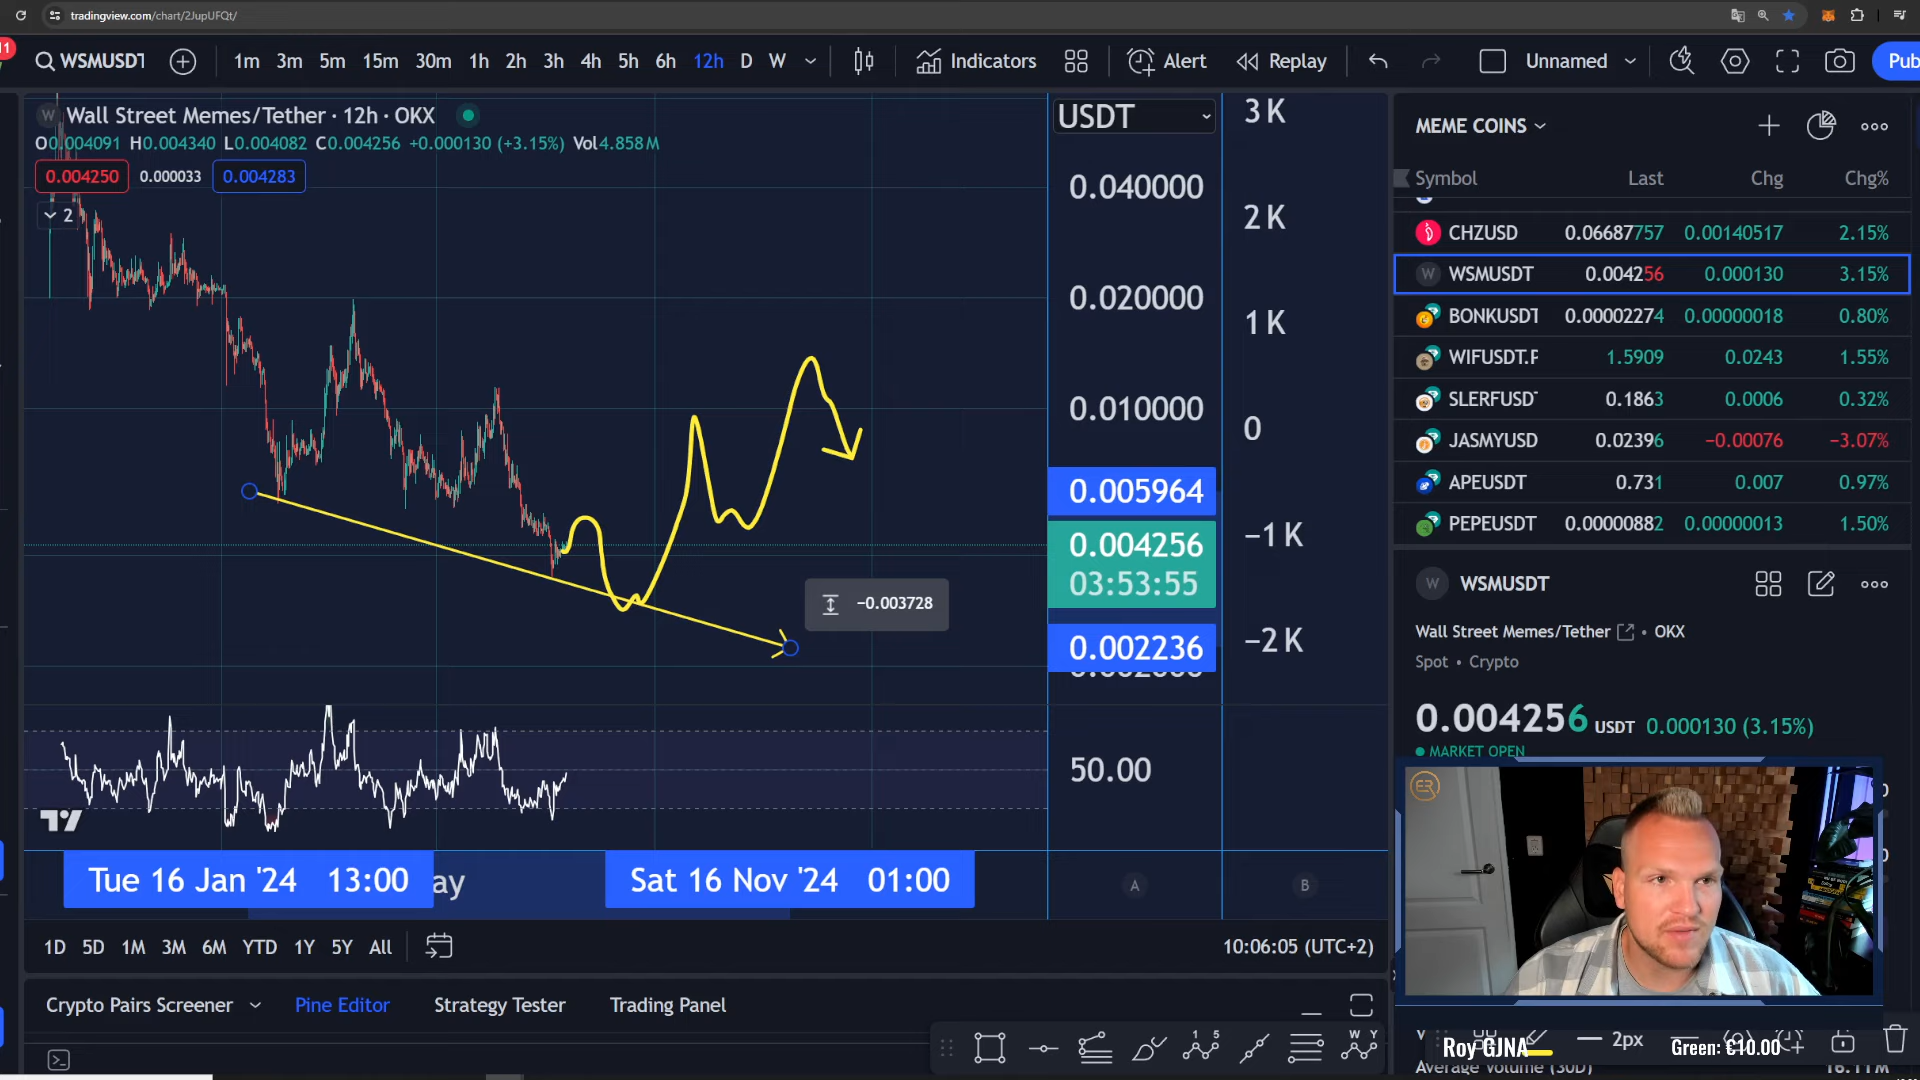 tradingview.com/chart/2JupUFQt/
11
WSMUSDT
1m 3m 5m 15m 30m 1h 2h 3h 4h 5h 6h 12h D W
Indicators
Alert
Replay
Unnamed
Pub
Wall Street Memes/Tether · 12h · OKX
O0.004091 H0.004340 L0.004082 C0.004256 +0.000130 (+3.15%) Vol4.858 M
0.004250 0.000033 0.004283
2
USDT
0.040000
0.020000
0.010000
0.005964
0.004256
03:53:55
0.002236
3 K
2 K
1 K
0
−1 K
−2 K
−0.003728
50.00
Tue 16 Jan '24 13:00
ay
Sat 16 Nov '24 01:00
A
B
1D 5D 1M 3M 6M YTD 1Y 5Y All
10:06:05 (UTC+2)
Crypto Pairs Screener
Pine Editor
Strategy Tester
Trading Panel
MEME COINS
Symbol Last Chg Chg%
CHZUSD 0.06687757 0.00140517 2.15%
W WSMUSDT 0.004256 0.000130 3.15%
BONKUSDT 0.00002274 0.00000018 0.80%
WIFUSDT.P 1.5909 0.0243 1.55%
SLERFUSDT 0.1863 0.0006 0.32%
JASMYUSD 0.02396 −0.00076 −3.07%
APEUSDT 0.731 0.007 0.97%
PEPEUSDT 0.00000882 0.00000013 1.50%
W WSMUSDT
Wall Street Memes/Tether • OKX
Spot • Crypto
0.004256 USDT 0.000130 (3.15%)
MARKET OPEN
ER
2px
Roy GJNA
Green: €10.00
Average Volume (30D)
16.11M